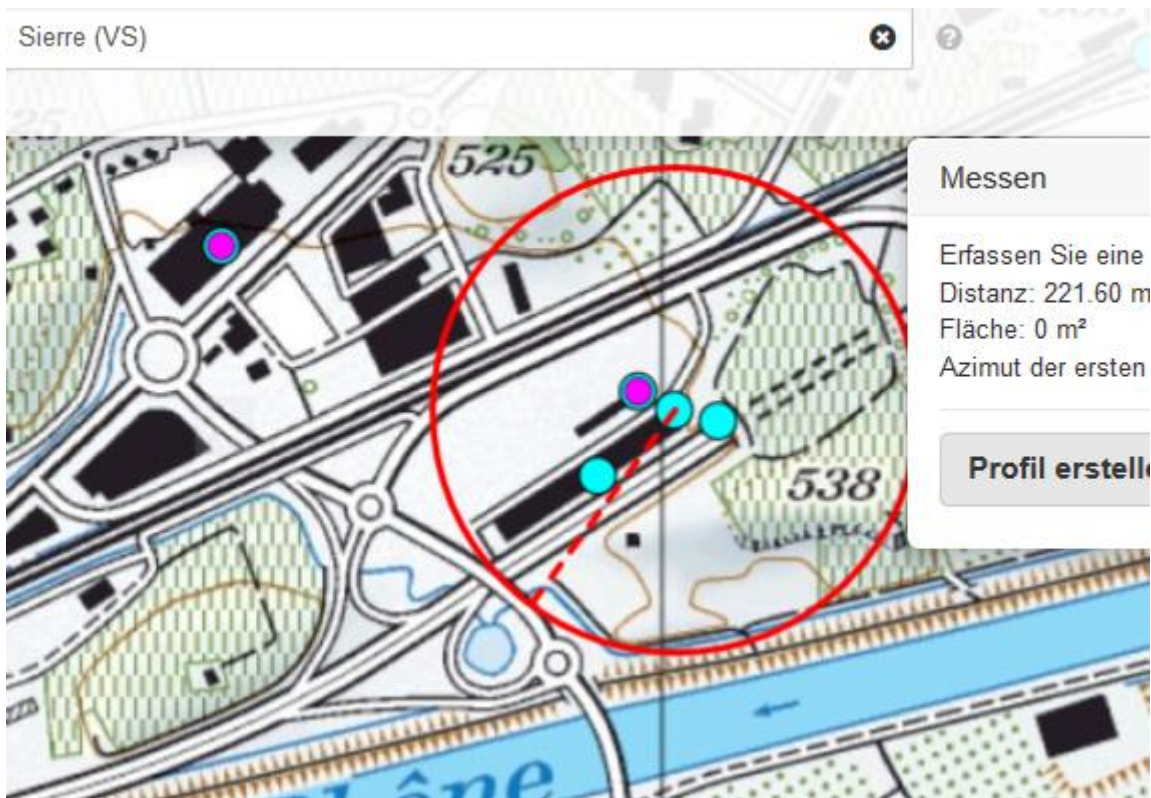 Sierre (VS)
?
525
Messen
Erfassen Sie eine
Distanz: 221.60 m
Fläche: 0 m²
Azimut der ersten
Profil erstelle
538